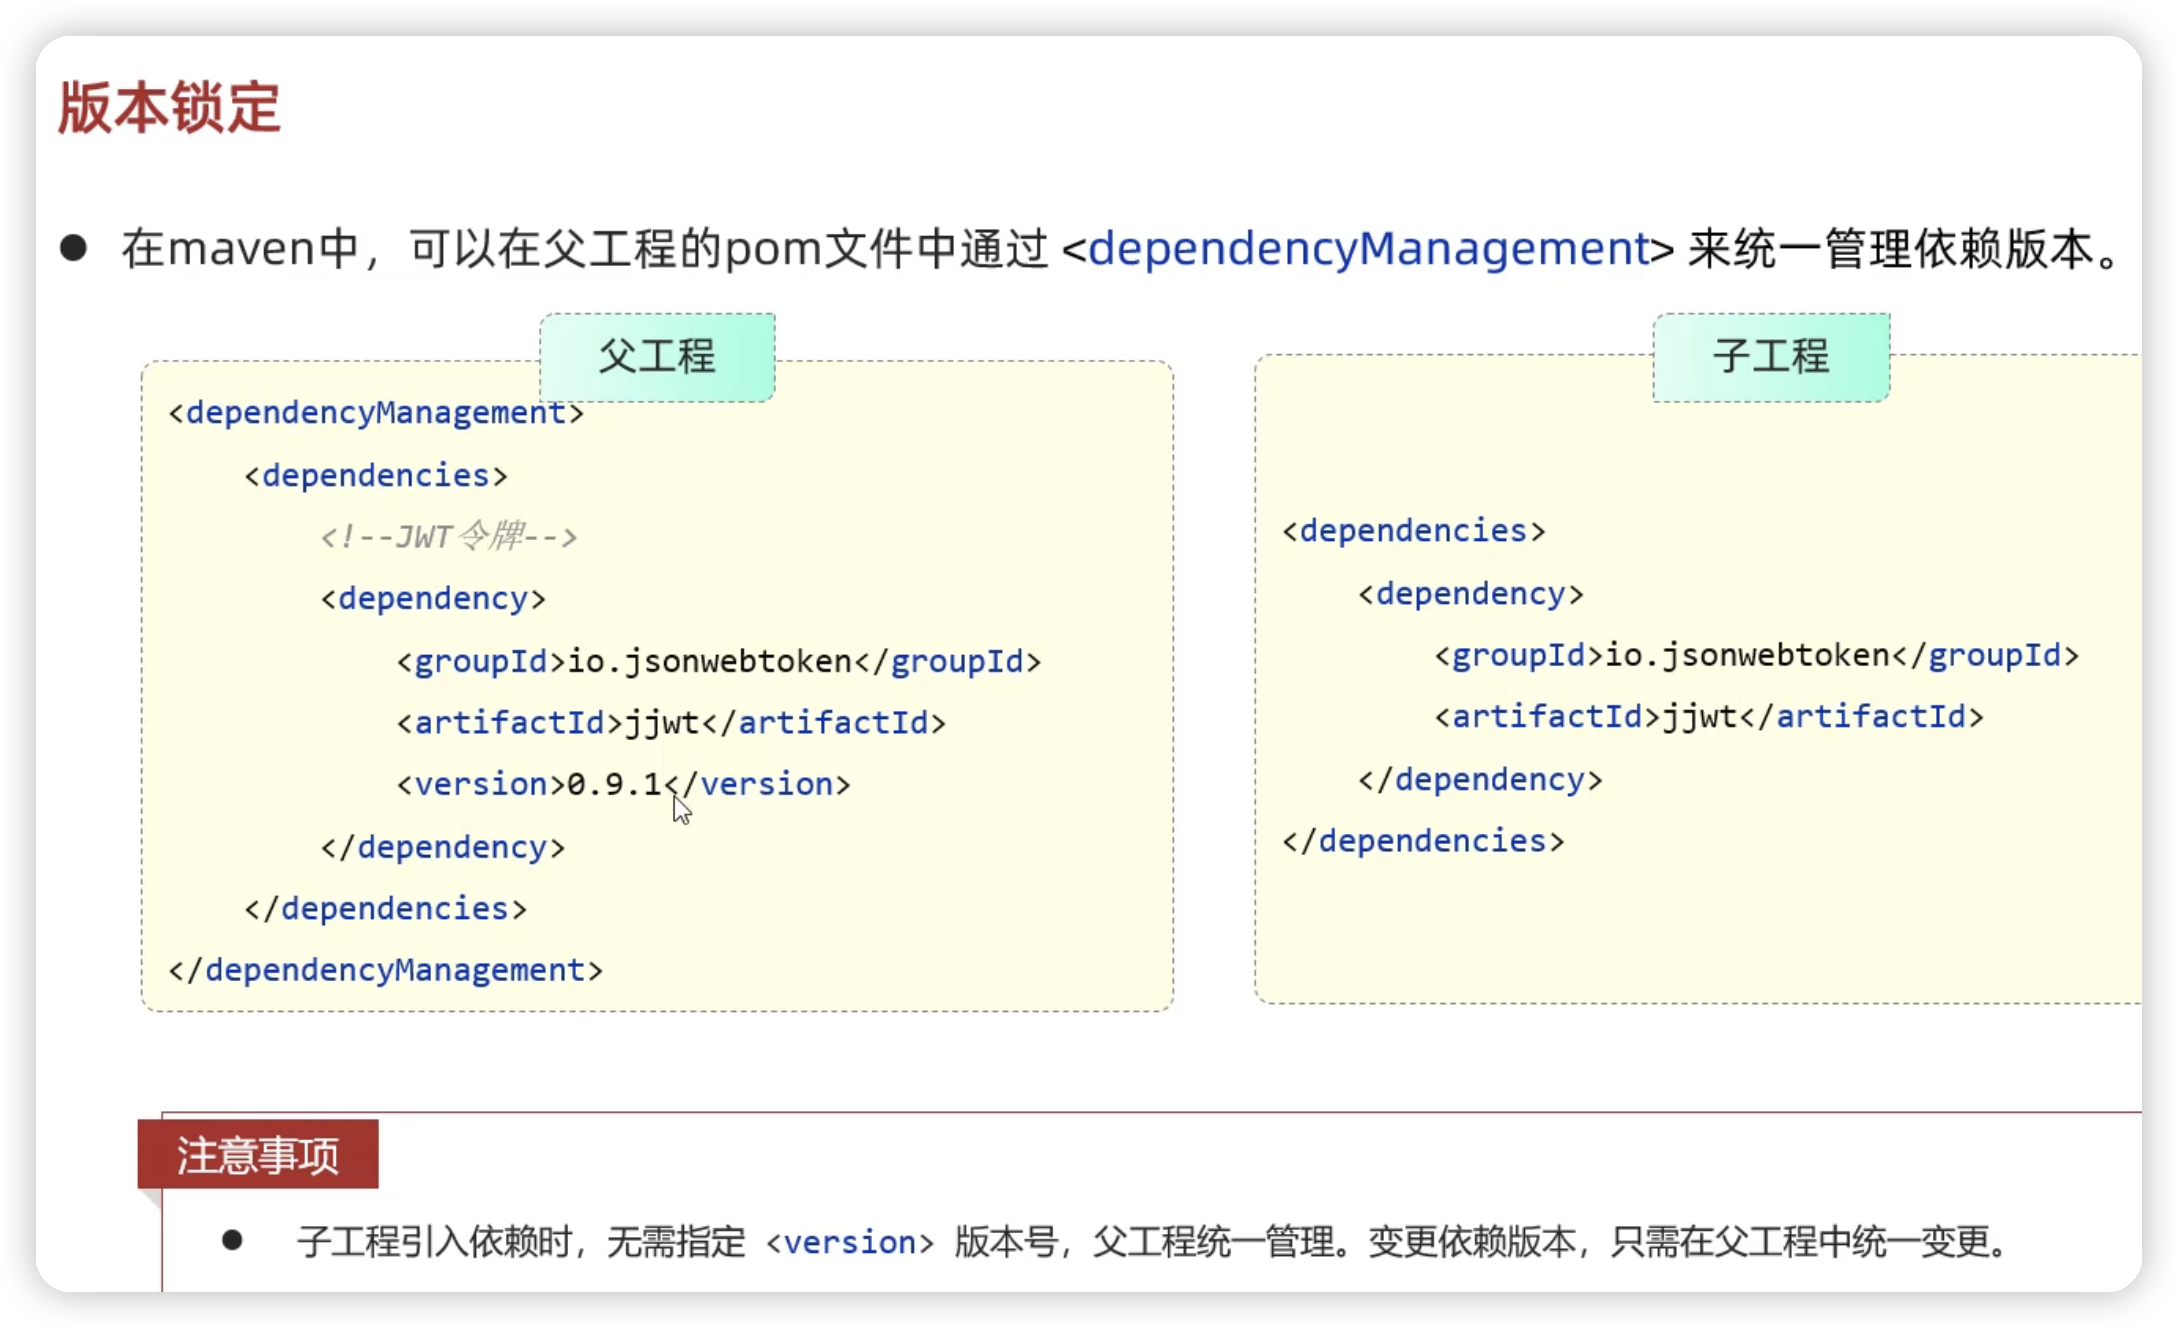 版本锁定
● 在maven中，可以在父工程的pom文件中通过 <dependencyManagement> 来统一管理依赖版本。
父工程
<dependencyManagement>
<dependencies>
<!--JWT令牌-->
<dependency>
<groupId>io.jsonwebtoken</groupId>
<artifactId>jjwt</artifactId>
<version>0.9.1</version>
</dependency>
</dependencies>
</dependencyManagement>
子工程
<dependencies>
<dependency>
<groupId>io.jsonwebtoken</groupId>
<artifactId>jjwt</artifactId>
</dependency>
</dependencies>
注意事项
● 子工程引入依赖时，无需指定 <version> 版本号，父工程统一管理。变更依赖版本，只需在父工程中统一变更。